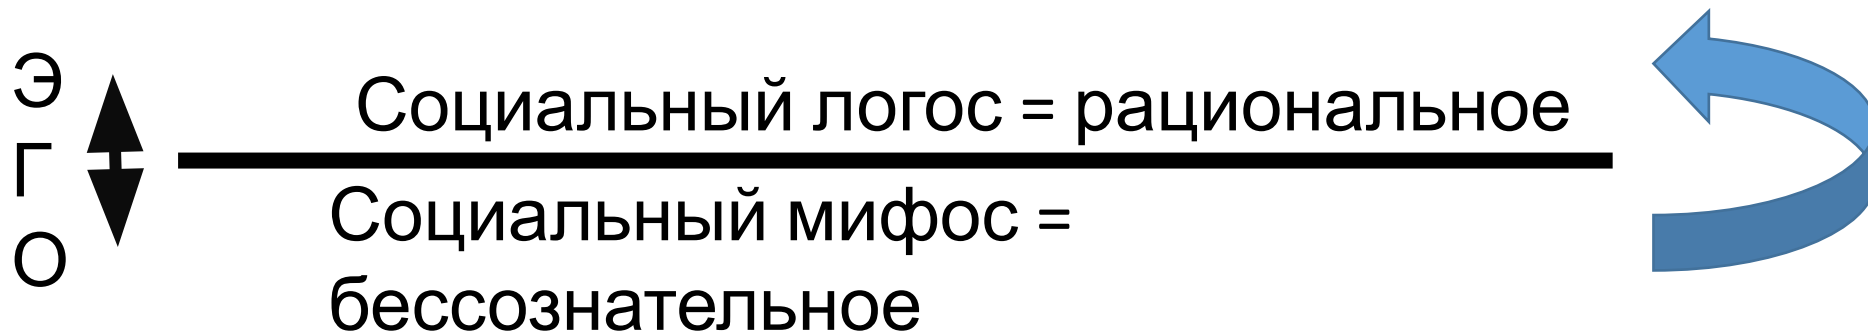 Э
Г
О
Социальный логос = рациональное
Социальный мифос =
бессознательное